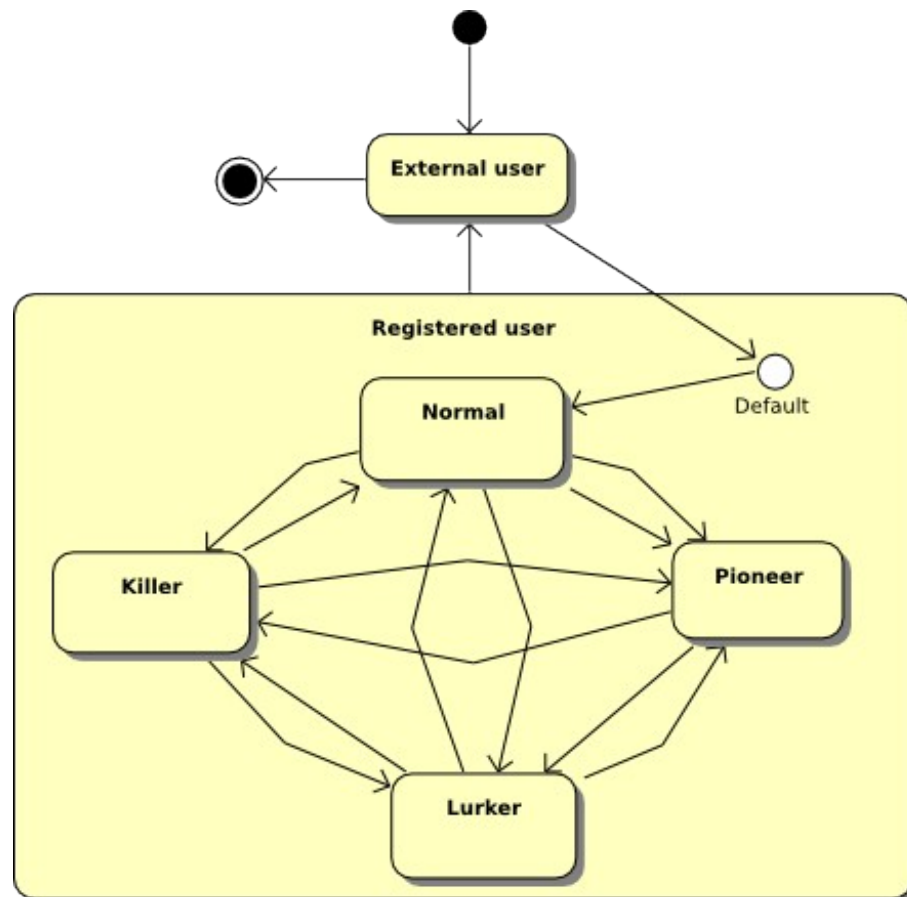 External user
Registered user
Default
Normal
Killer
Pioneer
Lurker